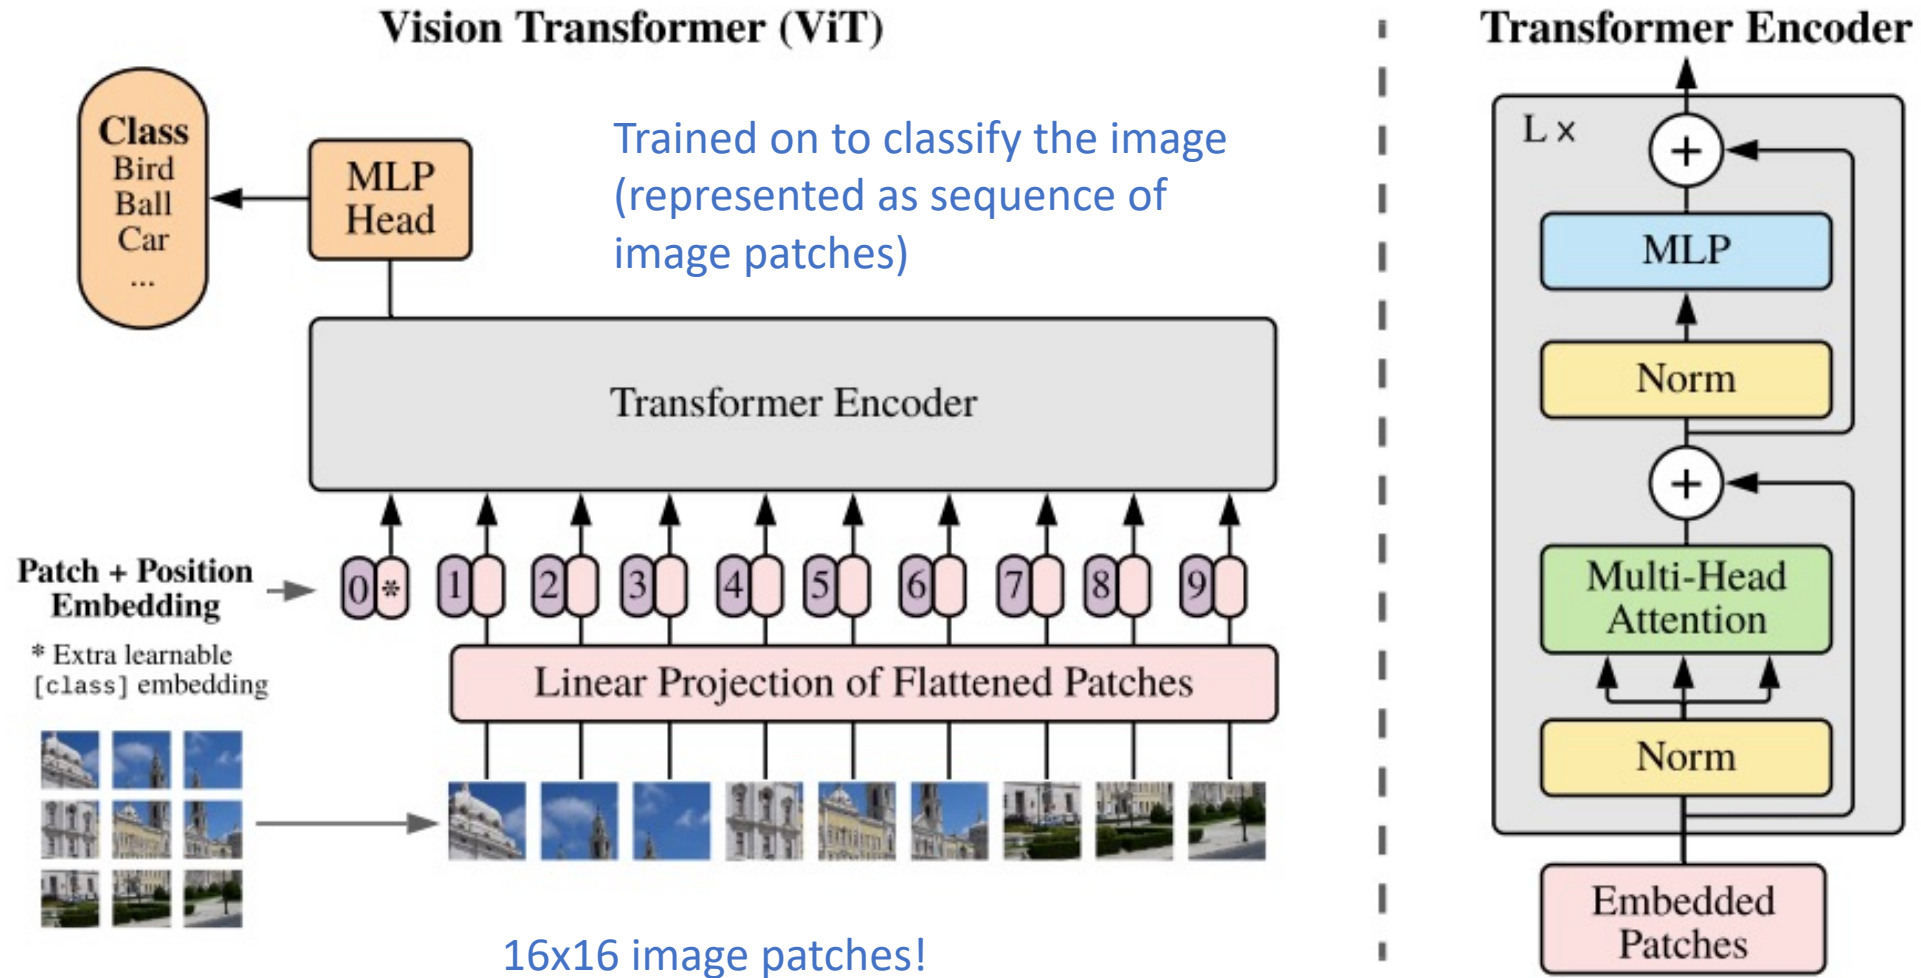 Vision Transformer (ViT)
Class
Bird
Ball
Car
...
MLP
Head
Trained on to classify the image
(represented as sequence of
image patches)
Transformer Encoder
Patch + Position
Embedding
0 * 1 2 3 4 5 6 7 8 9
* Extra learnable
[class] embedding
Linear Projection of Flattened Patches
16x16 image patches!
Transformer Encoder
L ×
+
MLP
Norm
+
Multi-Head
Attention
Norm
Embedded
Patches